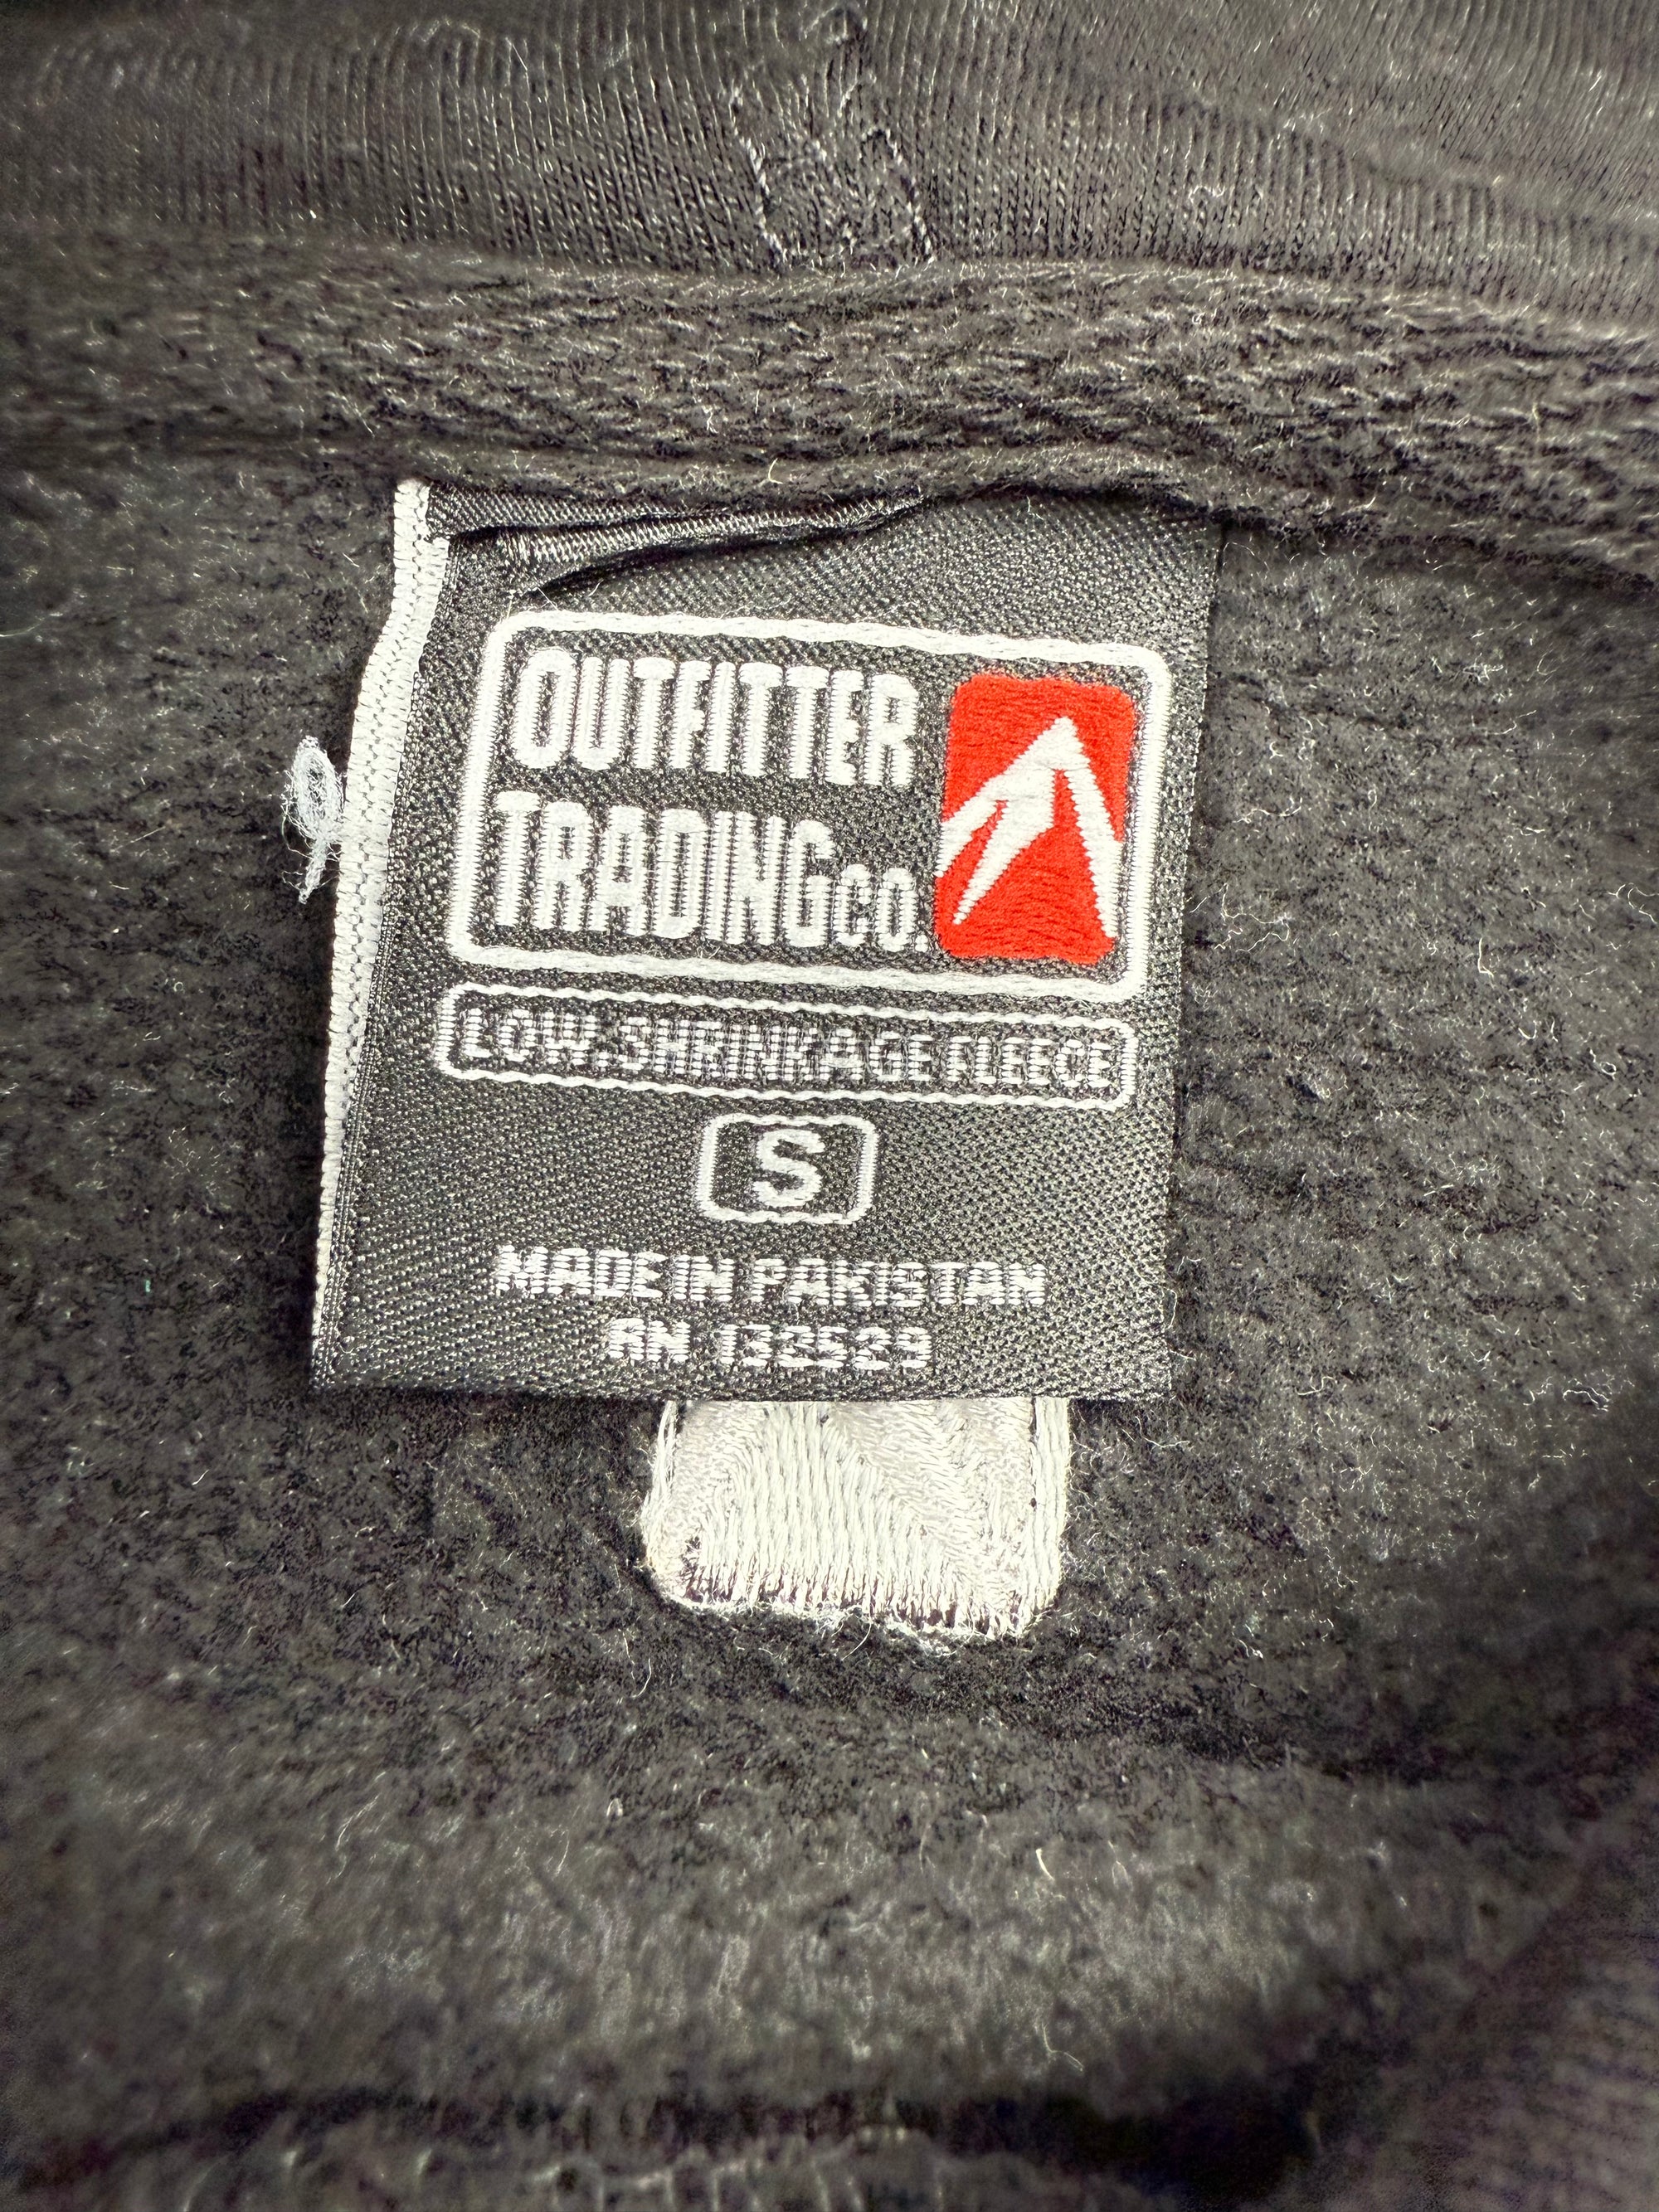 OUTFITTER
TRADING CO.
LOW SHRINKAGE FLEECE
S
MADE IN PAKISTAN
RN 132529